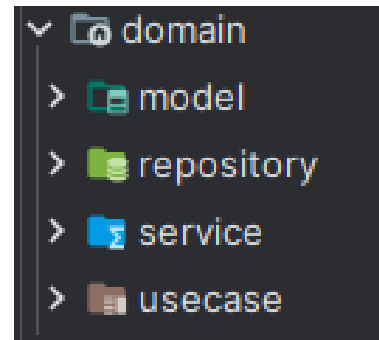 domain
model
repository
service
usecase